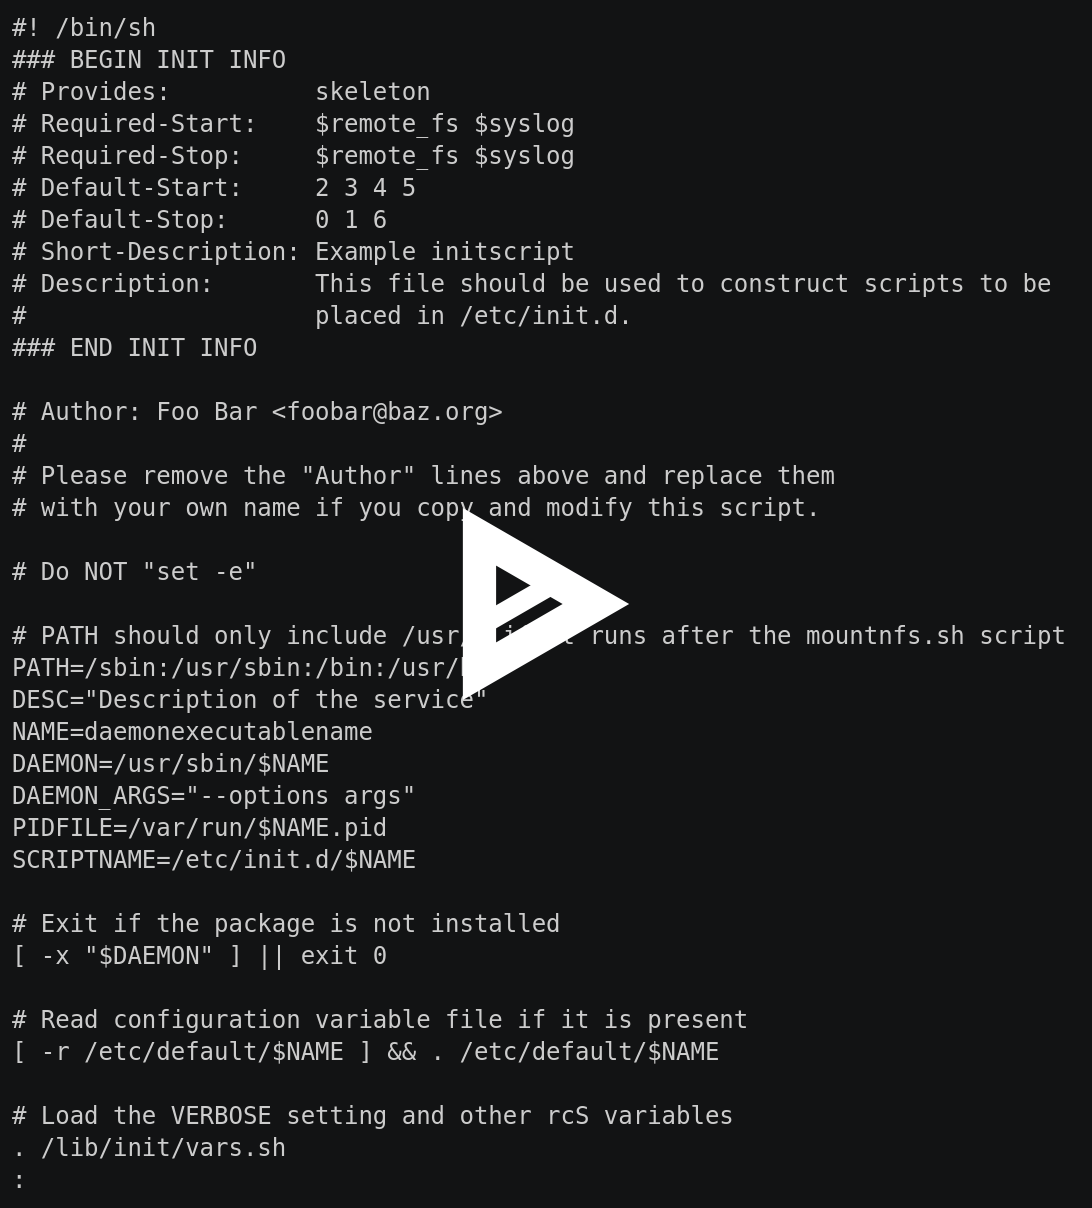 #! /bin/sh
### BEGIN INIT INFO
# Provides:          skeleton
# Required-Start:    $remote_fs $syslog
# Required-Stop:     $remote_fs $syslog
# Default-Start:     2 3 4 5
# Default-Stop:      0 1 6
# Short-Description: Example initscript
# Description:       This file should be used to construct scripts to be
#                    placed in /etc/init.d.
### END INIT INFO

# Author: Foo Bar <foobar@baz.org>
#
# Please remove the "Author" lines above and replace them
# with your own name if you copy and modify this script.

# Do NOT "set -e"

# PATH should only include /usr/ runs after the mountnfs.sh script
PATH=/sbin:/usr/sbin:/bin:/usr/
DESC="Description of the service"
NAME=daemonexecutablename
DAEMON=/usr/sbin/$NAME
DAEMON_ARGS="--options args"
PIDFILE=/var/run/$NAME.pid
SCRIPTNAME=/etc/init.d/$NAME

# Exit if the package is not installed
[ -x "$DAEMON" ] || exit 0

# Read configuration variable file if it is present
[ -r /etc/default/$NAME ] && . /etc/default/$NAME

# Load the VERBOSE setting and other rcS variables
. /lib/init/vars.sh
: